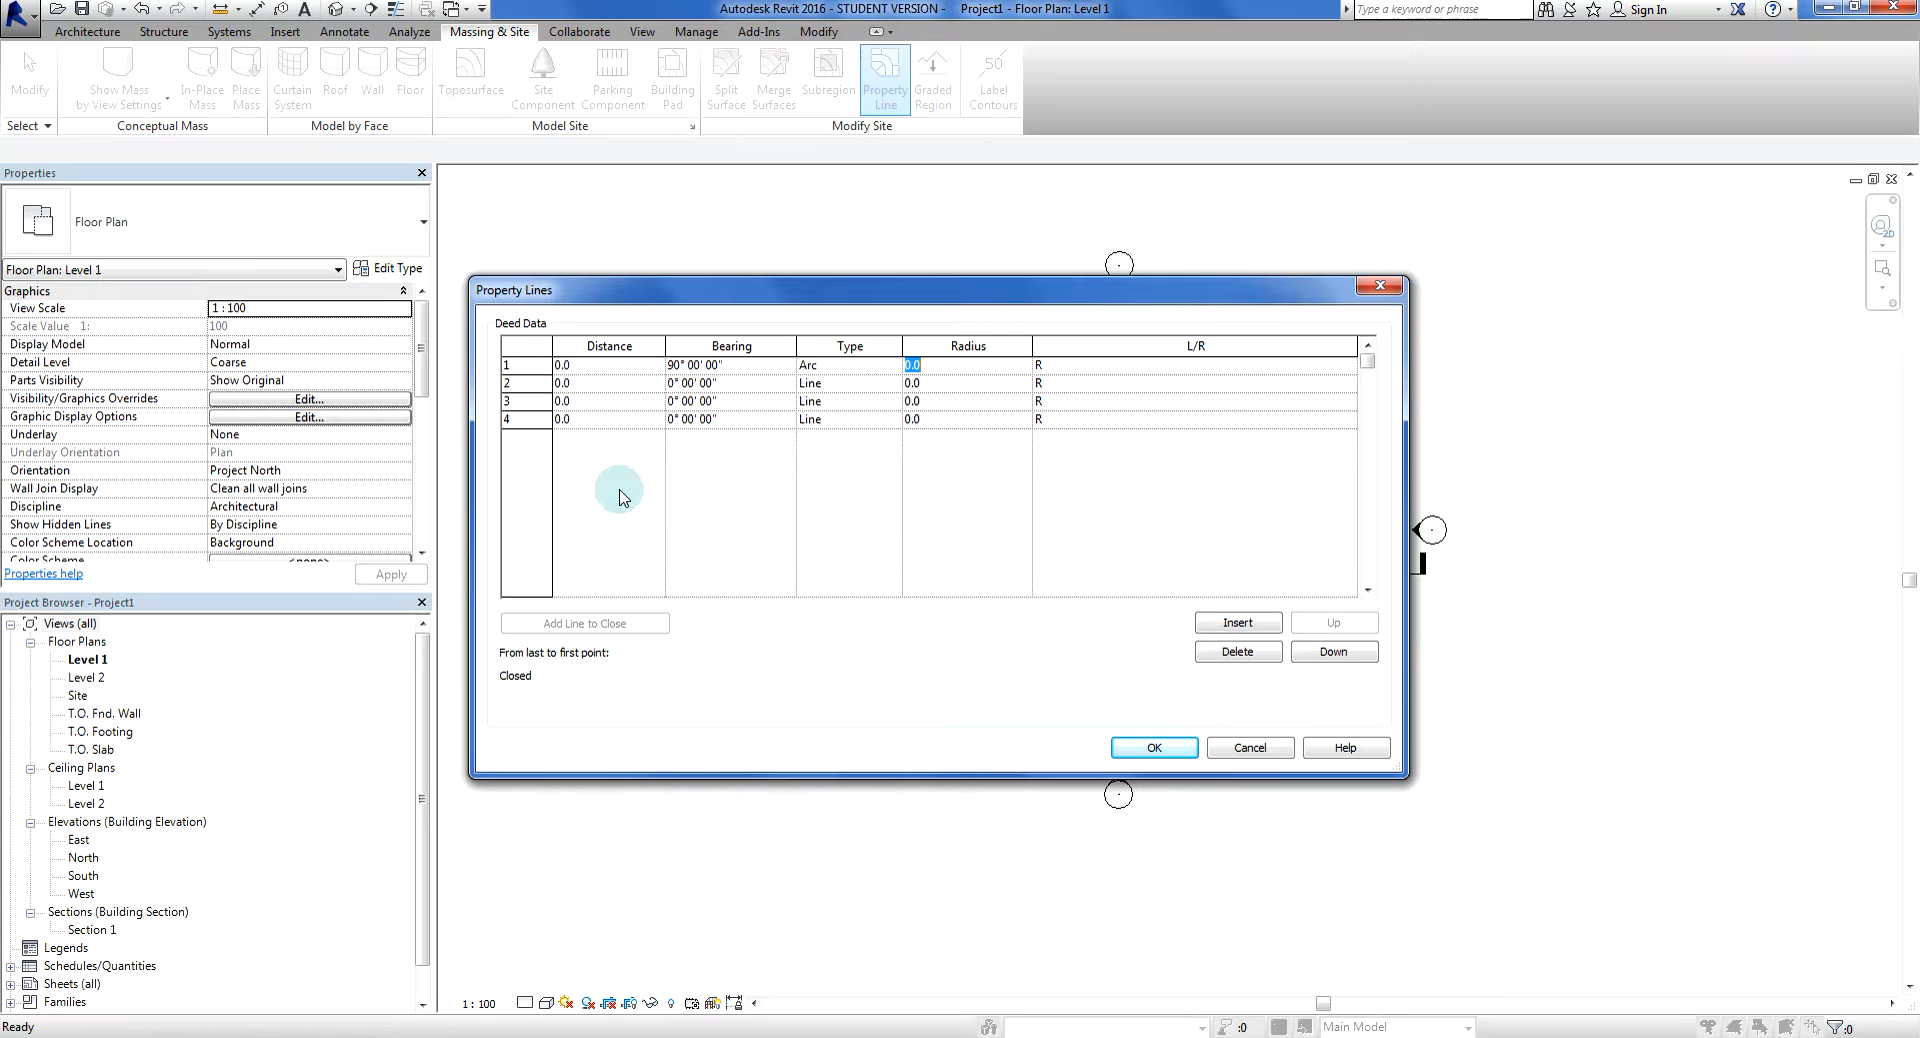 Autodesk Revit 2016 - STUDENT VERSION - Project1 - Floor Plan: Level 1
Type a keyword or phrase
Sign In
Architecture Structure Systems Insert Annotate Analyze Massing & Site Collaborate View Manage Add-Ins Modify
Modify
Show Mass
by View Settings
In-Place
Mass
Place
Mass
Curtain
System
Roof
Wall
Floor
Toposurface
Site
Component
Parking
Component
Building
Pad
Split
Surface
Merge
Surfaces
Subregion
Property
Line
Graded
Region
50
Label
Contours
Select
Conceptual Mass
Model by Face
Model Site
Modify Site
Properties
Floor Plan
Floor Plan: Level 1
Edit Type
Graphics
View Scale 1 : 100
Scale Value 1: 100
Display Model Normal
Detail Level Coarse
Parts Visibility Show Original
Visibility/Graphics Overrides Edit...
Graphic Display Options Edit...
Underlay None
Underlay Orientation Plan
Orientation Project North
Wall Join Display Clean all wall joins
Discipline Architectural
Show Hidden Lines By Discipline
Color Scheme Location Background
Color Scheme <none>
Properties help
Apply
Project Browser - Project1
Views (all)
Floor Plans
Level 1
Level 2
Site
T.O. Fnd. Wall
T.O. Footing
T.O. Slab
Ceiling Plans
Level 1
Level 2
Elevations (Building Elevation)
East
North
South
West
Sections (Building Section)
Section 1
Legends
Schedules/Quantities
Sheets (all)
Families
2D
Property Lines
Deed Data
Distance Bearing Type Radius L/R
1 0.0 90° 00' 00" Arc 0.0 R
2 0.0 0° 00' 00" Line 0.0 R
3 0.0 0° 00' 00" Line 0.0 R
4 0.0 0° 00' 00" Line 0.0 R
Add Line to Close
Insert
Up
From last to first point:
Delete
Down
Closed
OK
Cancel
Help
1 : 100
Ready
:0
Main Model
:0